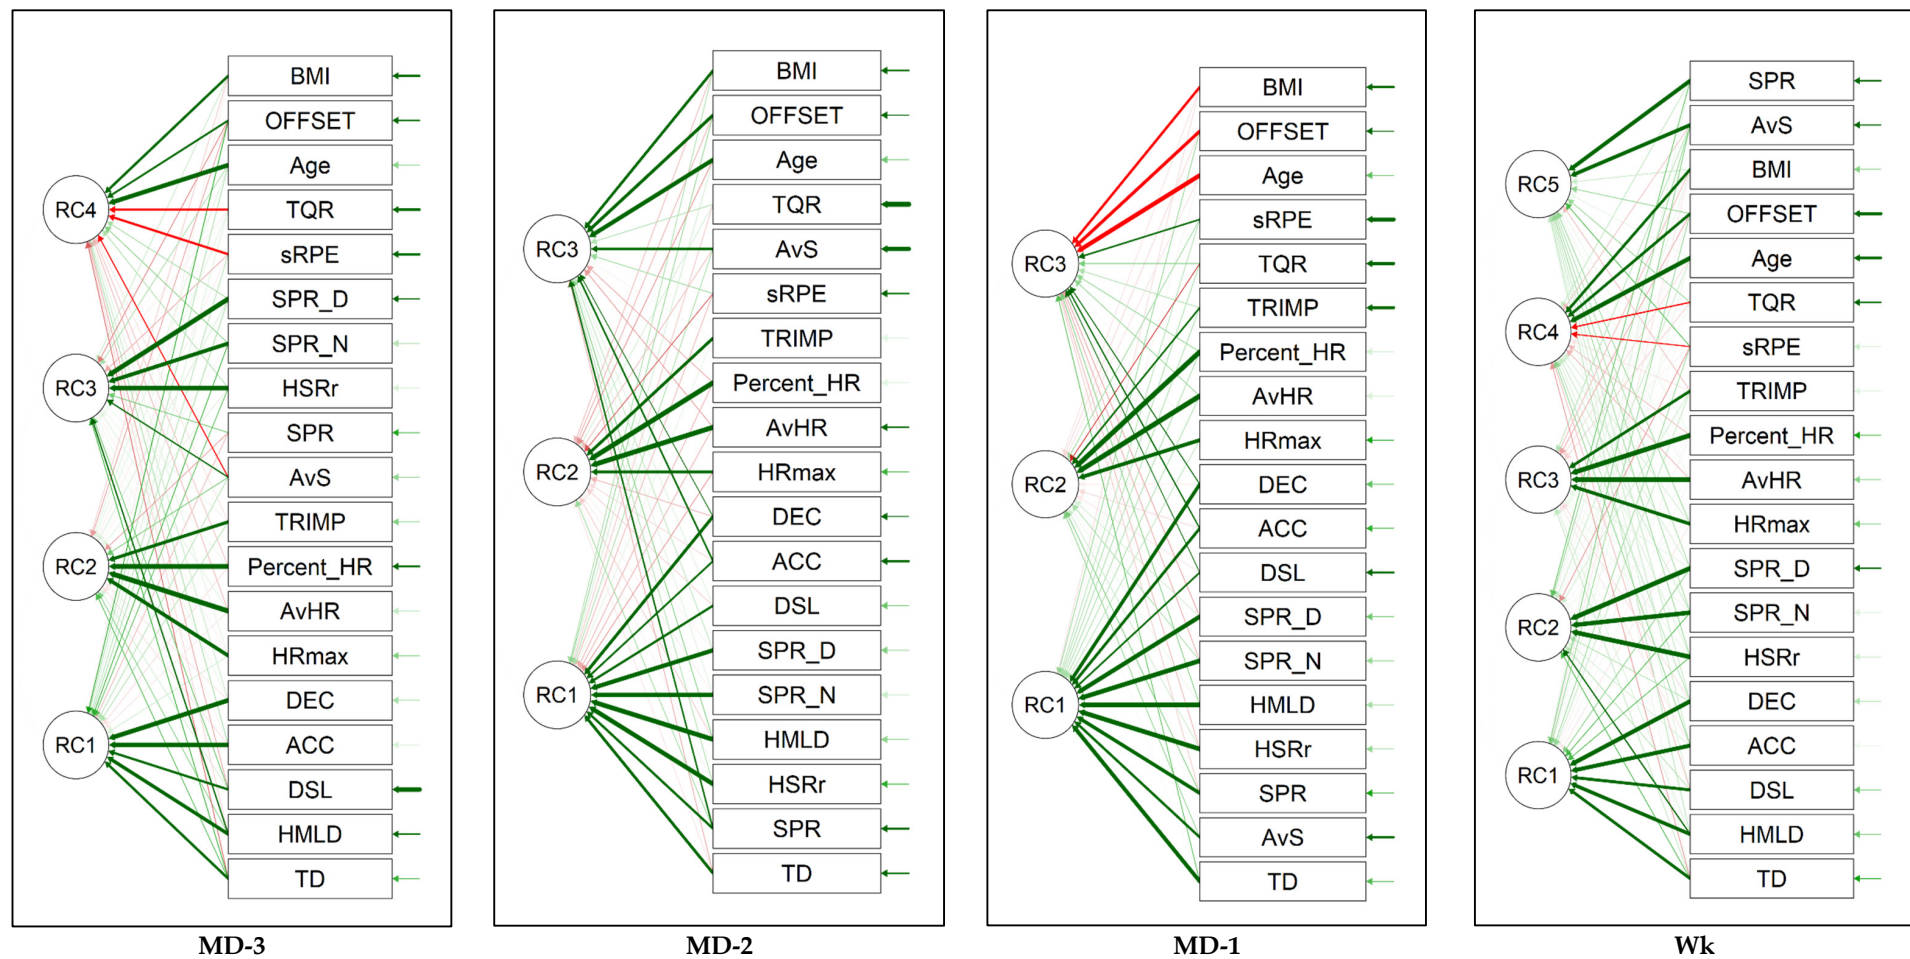 BMI
OFFSET
Age
TQR
sRPE
SPR_D
SPR_N
HSRr
SPR
AvS
TRIMP
Percent_HR
AvHR
HRmax
DEC
ACC
DSL
HMLD
TD
RC4
RC3
RC2
RC1
MD-3
BMI
OFFSET
Age
TQR
AvS
sRPE
TRIMP
Percent_HR
AvHR
HRmax
DEC
ACC
DSL
SPR_D
SPR_N
HMLD
HSRr
SPR
TD
RC3
RC2
RC1
MD-2
BMI
OFFSET
Age
sRPE
TQR
TRIMP
Percent_HR
AvHR
HRmax
DEC
ACC
DSL
SPR_D
SPR_N
HMLD
HSRr
SPR
AvS
TD
RC3
RC2
RC1
MD-1
SPR
AvS
BMI
OFFSET
Age
TQR
sRPE
TRIMP
Percent_HR
AvHR
HRmax
SPR_D
SPR_N
HSRr
DEC
ACC
DSL
HMLD
TD
RC5
RC4
RC3
RC2
RC1
Wk